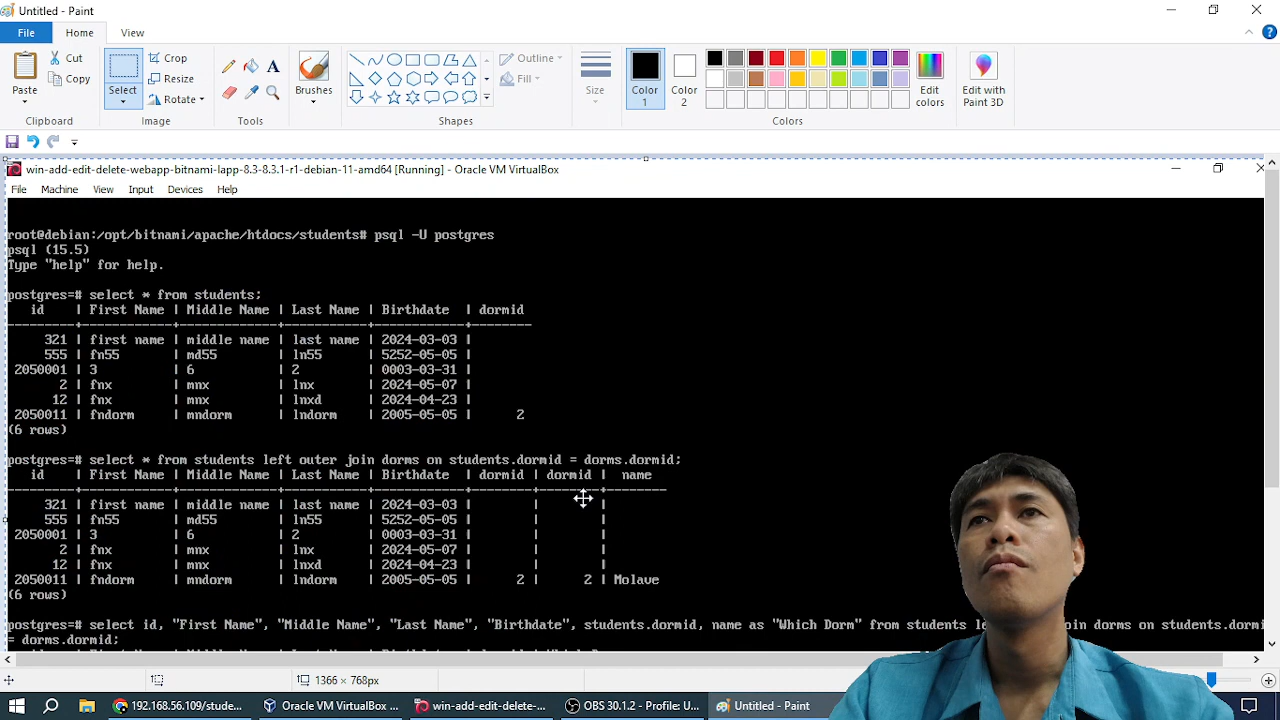 Untitled - Paint
File Home View
Paste
Cut
Copy
Clipboard
Select
Crop
Resize
Rotate
Image
Tools
Brushes
Shapes
Outline
Fill
Size
Color 1
Color 2
Colors
Edit colors
Edit with Paint 3D
win-add-edit-delete-webapp-bitnami-lapp-8.3-8.3.1-r1-debian-11-amd64 [Running] - Oracle VM VirtualBox
File Machine View Input Devices Help
root@debian:/opt/bitnami/apache/htdocs/students# psql -U postgres
psql (15.5)
Type "help" for help.
postgres=# select * from students;
id | First Name | Middle Name | Last Name | Birthdate | dormid
---------+------------+-------------+-----------+------------+--------
321 | first name | middle name | last name | 2024-03-03 |
555 | fn55 | md55 | ln55 | 5252-05-05 |
2050001 | 3 | 6 | 2 | 0003-03-31 |
2 | fnx | mnx | lnx | 2024-05-07 |
12 | fnx | mnx | lnxd | 2024-04-23 |
2050011 | fndorm | mndorm | lndorm | 2005-05-05 | 2
(6 rows)
postgres=# select * from students left outer join dorms on students.dormid = dorms.dormid;
id | First Name | Middle Name | Last Name | Birthdate | dormid | dormid | name
---------+------------+-------------+-----------+------------+--------+--------+--------
321 | first name | middle name | last name | 2024-03-03 | | |
555 | fn55 | md55 | ln55 | 5252-05-05 | | |
2050001 | 3 | 6 | 2 | 0003-03-31 | | |
2 | fnx | mnx | lnx | 2024-05-07 | | |
12 | fnx | mnx | lnxd | 2024-04-23 | | |
2050011 | fndorm | mndorm | lndorm | 2005-05-05 | 2 | 2 | Molave
(6 rows)
postgres=# select id, "First Name", "Middle Name", "Last Name", "Birthdate", students.dormid, name as "Which Dorm" from students join dorms on students.dormi
= dorms.dormid;
1366 × 768px
192.168.56.109/stude...
Oracle VM VirtualBox ...
win-add-edit-delete-...
OBS 30.1.2 - Profile: U...
Untitled - Paint